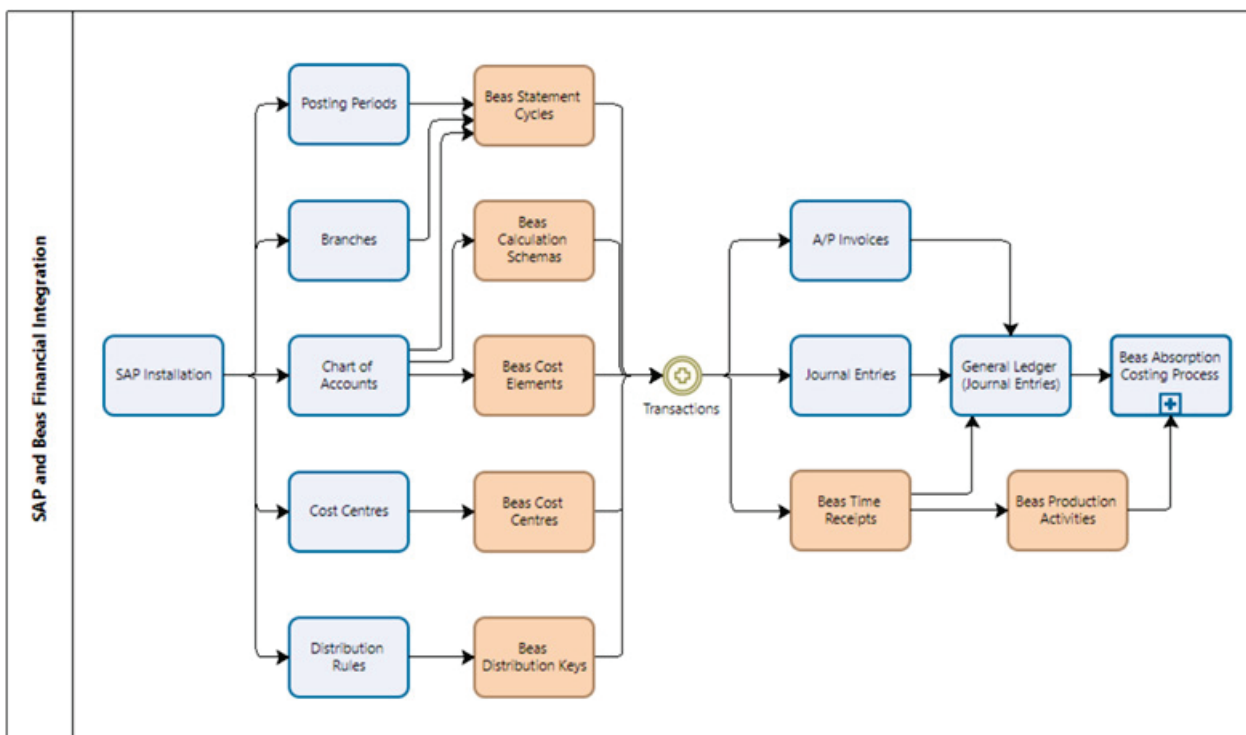 SAP and Beas Financial Integration
SAP Installation
Posting Periods
Branches
Chart of
Accounts
Cost Centres
Distribution
Rules
Beas Statement
Cycles
Beas
Calculation
Schemas
Beas Cost
Elements
Beas Cost
Centres
Beas
Distribution Keys
Transactions
A/P Invoices
Journal Entries
Beas Time
Receipts
General Ledger
(Journal Entries)
Beas Production
Activities
Beas Absorption
Costing Process